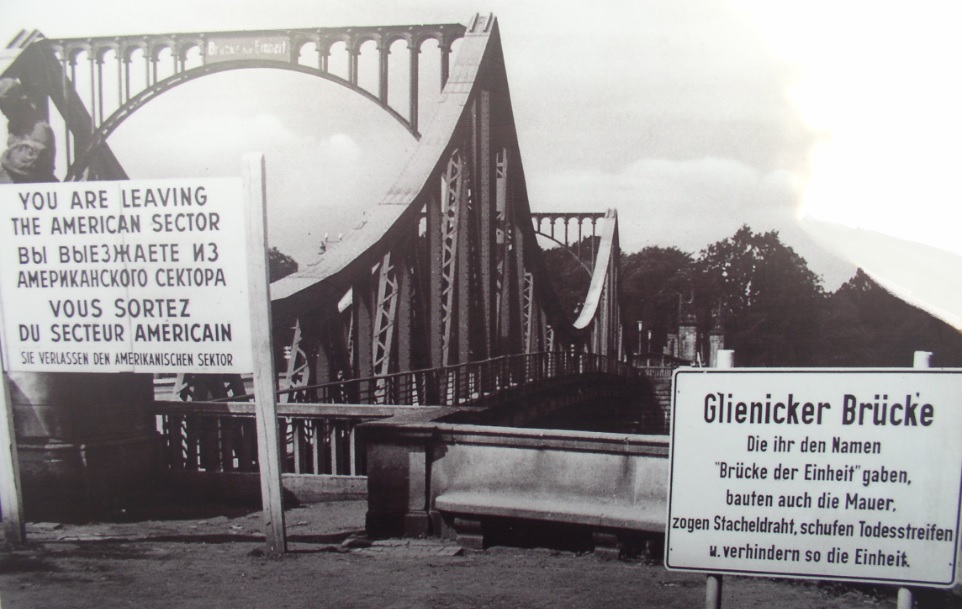 Brücke der Einheit
YOU ARE LEAVING
THE AMERICAN SECTOR
ВЫ ВЫЕЗЖАЕТЕ ИЗ
АМЕРИКАНСКОГО СЕКТОРА
VOUS SORTEZ
DU SECTEUR AMÉRICAIN
SIE VERLASSEN DEN AMERIKANISCHEN SEKTOR
Glienicker Brücke
Die ihr den Namen
"Brücke der Einheit" gaben,
bauten auch die Mauer,
zogen Stacheldraht, schufen Todesstreifen
u. verhindern so die Einheit.